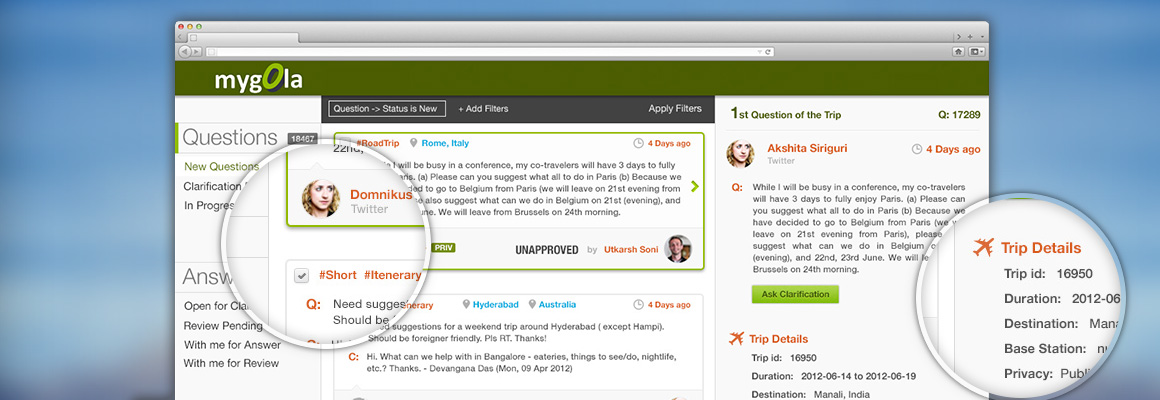 mygOla
Question -> Status is New
+ Add Filters
Apply Filters
1st Question of the Trip
Q: 17289
Questions
18467
New Questions
Clarification
In Progres
Answ
Open for Cla
Review Pending
With me for Answer
With me for Review
22nd,
Domnikus
Twitter
#Short #Itenerary
Q: Need sugges
Should be
#RoadTrip
Rome, Italy
4 Days ago
While I will be busy in a conference, my co-travelers will have 3 days to fully
Paris. (a) Please can you suggest what all to do in Paris (b) Because we
decided to go to Belgium from Paris (we will leave on 21st (evening from
e also suggest what can we do in Belgium on 21st (evening), and
June. We will leave from Brussels on 24th morning.
PRIV
UNAPPROVED by Utkarsh Soni
nerary
Hyderabad
Australia
4 Days ago
d suggestions for a weekend trip around Hyderabad ( except Hampi).
Should be foreigner friendly. Pls RT. Thanks!
C: Hi. What can we help with in Bangalore - eateries, things to see/do, nightlife,
etc.? Thanks. - Devangana Das (Mon, 09 Apr 2012)
Akshita Siriguri
Twitter
4 Days ago
Q: While I will be busy in a conference, my co-travelers
will have 3 days to fully enjoy Paris. (a) Please can
you suggest what all to do in Paris (b) Because we
have decided to go to Belgium from Paris (we will
leave on 21st (evening from Paris), pleas
suggest what can we do in Belgium o
(evening), and 22nd, 23rd June. We will lea
Brussels on 24th morning.
Ask Clarification
Trip Details
Trip id: 16950
Duration: 2012-06-14 to 2012-06-19
Destination: Manali, India
Trip Details
Trip id: 16950
Duration: 2012-06
Destination: Mana
Base Station: nu
Privacy: Publi